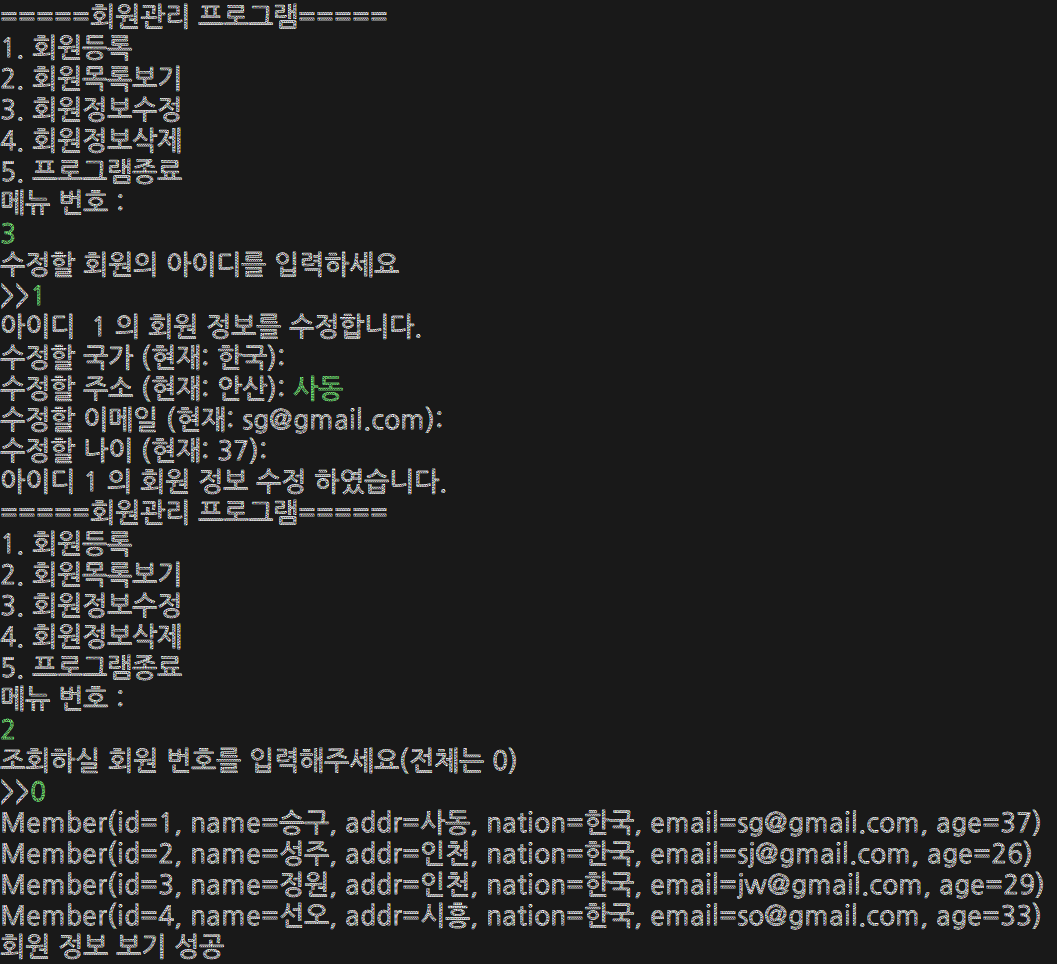 =====회원관리 프로그램=====
1. 회원등록
2. 회원목록보기
3. 회원정보수정
4. 회원정보삭제
5. 프로그램종료
메뉴 번호 :
3
수정할 회원의 아이디를 입력하세요
>>1
아이디  1 의 회원 정보를 수정합니다.
수정할 국가 (현재: 한국):
수정할 주소 (현재: 안산): 사동
수정할 이메일 (현재: sg@gmail.com):
수정할 나이 (현재: 37):
아이디 1 의 회원 정보 수정 하였습니다.
=====회원관리 프로그램=====
1. 회원등록
2. 회원목록보기
3. 회원정보수정
4. 회원정보삭제
5. 프로그램종료
메뉴 번호 :
2
조회하실 회원 번호를 입력해주세요(전체는 0)
>>0
Member(id=1, name=승구, addr=사동, nation=한국, email=sg@gmail.com, age=37)
Member(id=2, name=성주, addr=인천, nation=한국, email=sj@gmail.com, age=26)
Member(id=3, name=정원, addr=인천, nation=한국, email=jw@gmail.com, age=29)
Member(id=4, name=선오, addr=시흥, nation=한국, email=so@gmail.com, age=33)
회원 정보 보기 성공